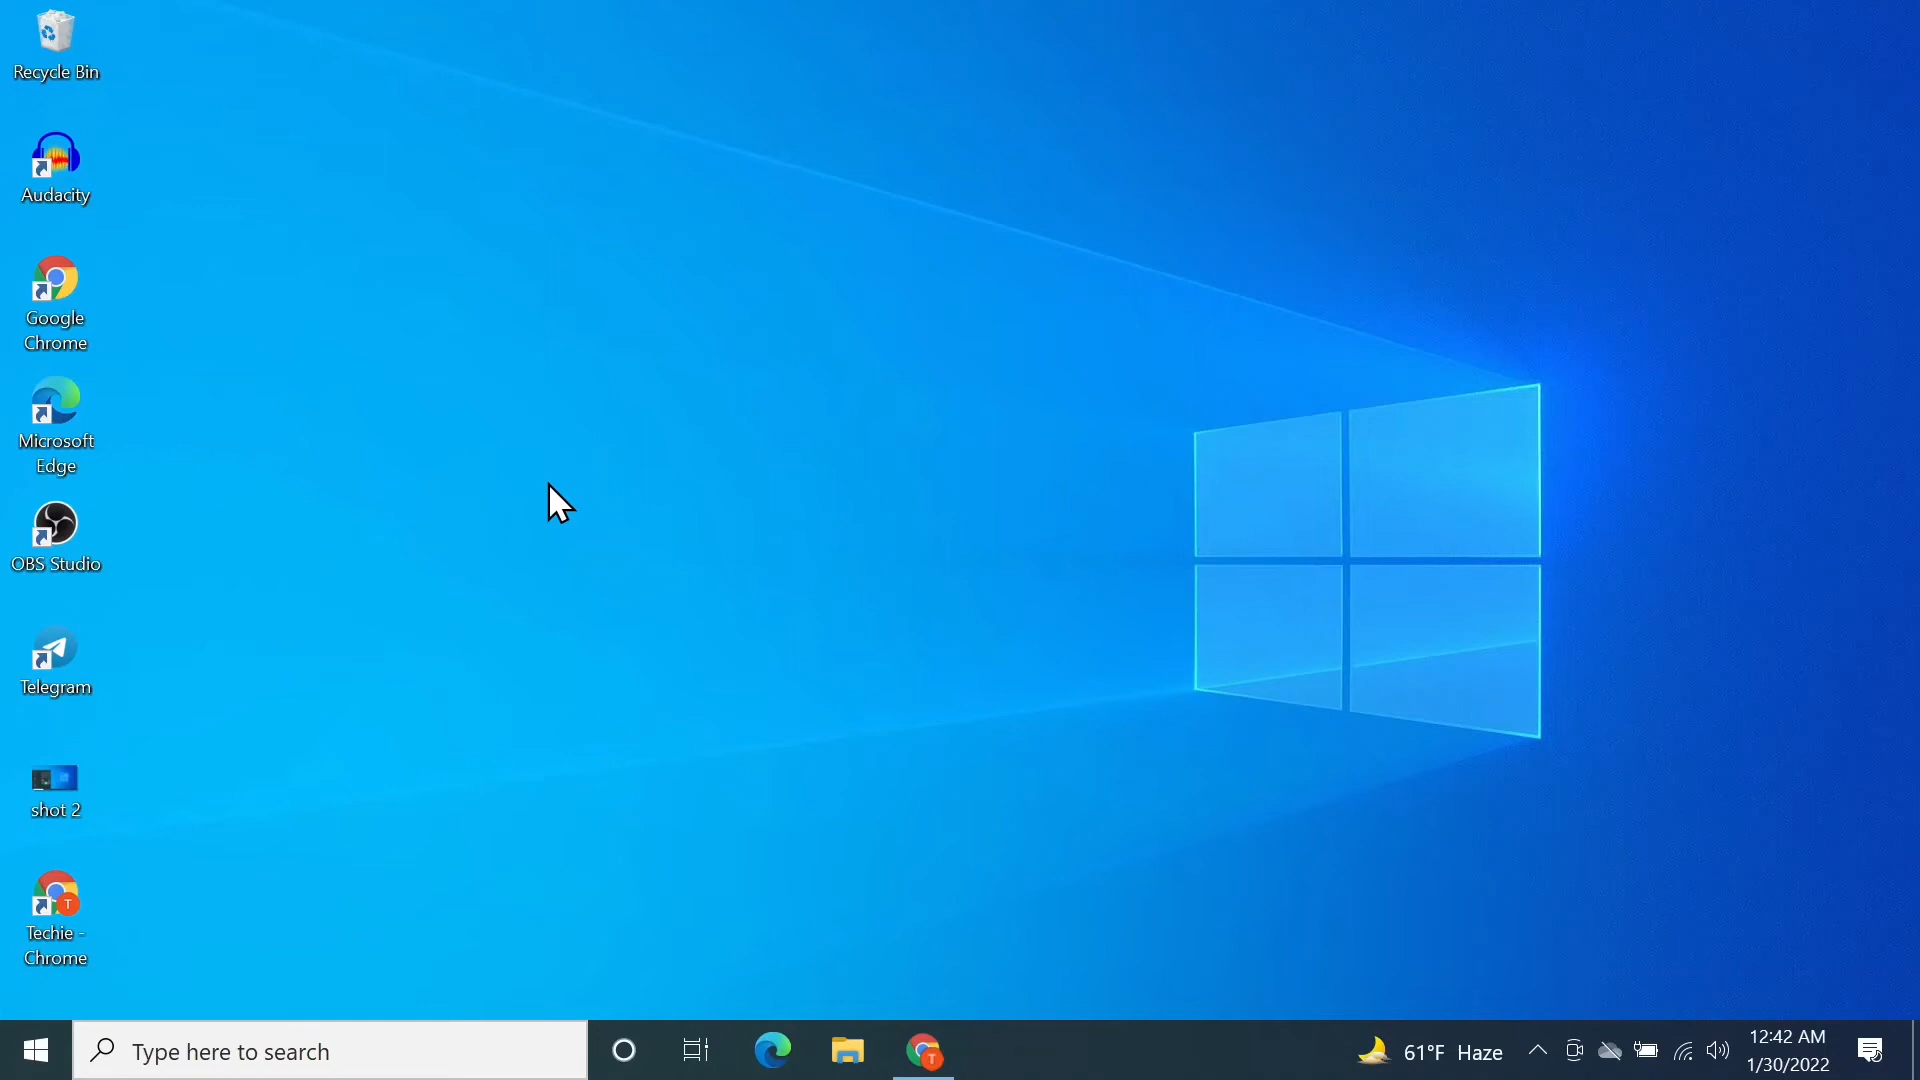 Recycle Bin
Audacity
Google
Chrome
Microsoft
Edge
OBS Studio
Telegram
shot 2
T
Techie -
Chrome
Type here to search
T
61°F Haze
12:42 AM
1/30/2022